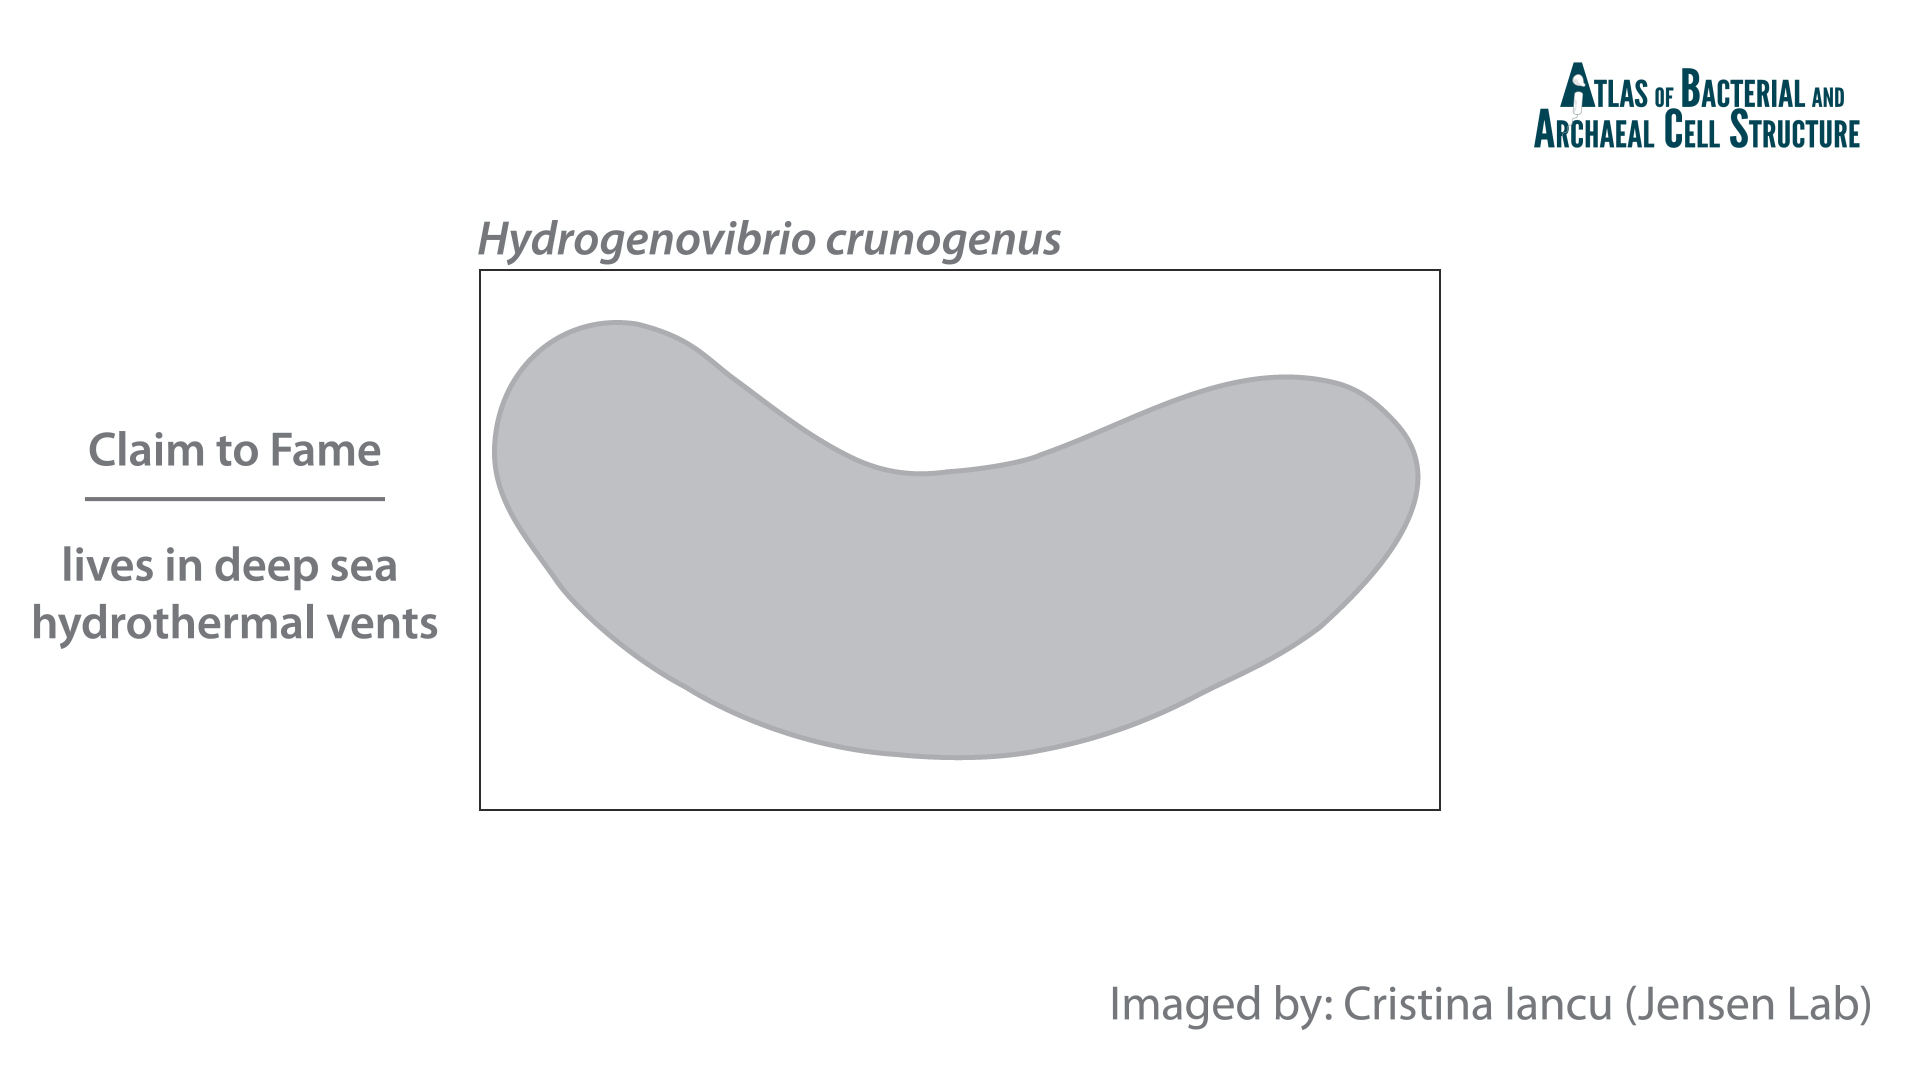 Atlas of Bacterial and
Archaeal Cell Structure
Hydrogenovibrio crunogenus
Claim to Fame
lives in deep sea
hydrothermal vents
Imaged by: Cristina Iancu (Jensen Lab)